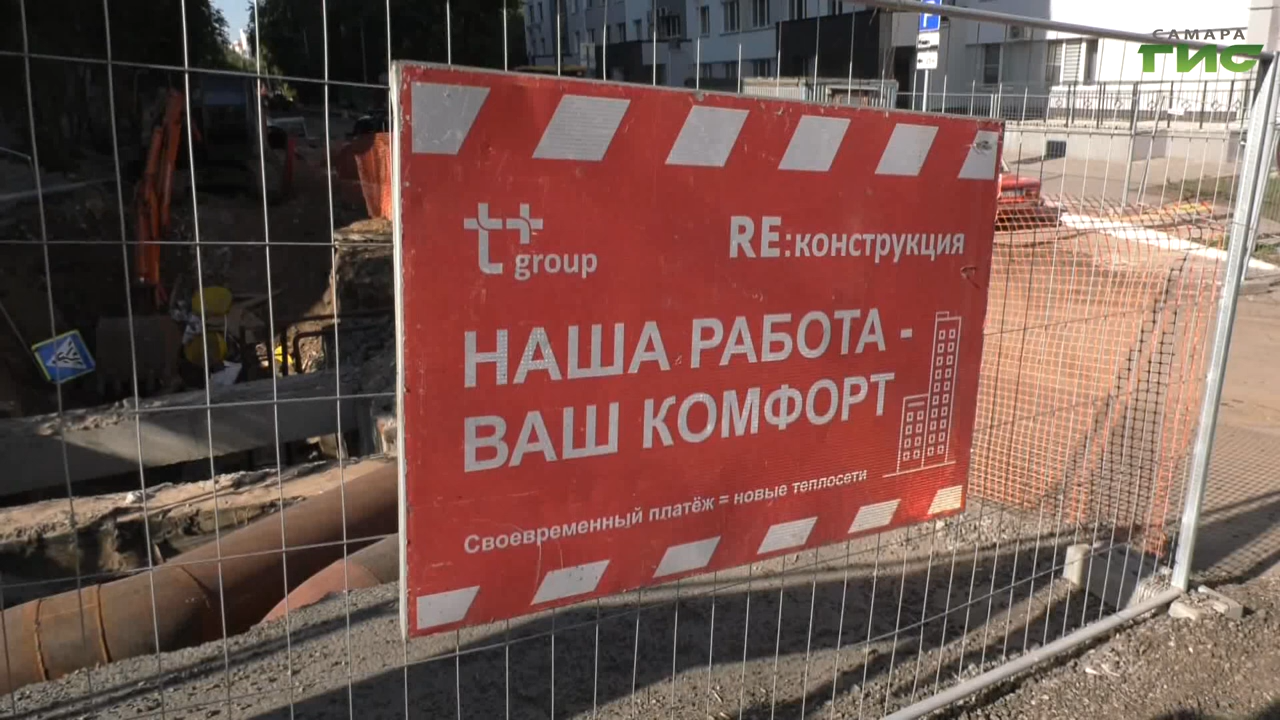 САМАРА
ГИС
t+
group
RE:конструкция
НАША РАБОТА -
ВАШ КОМФОРТ
Своевременный платёж = новые теплосети